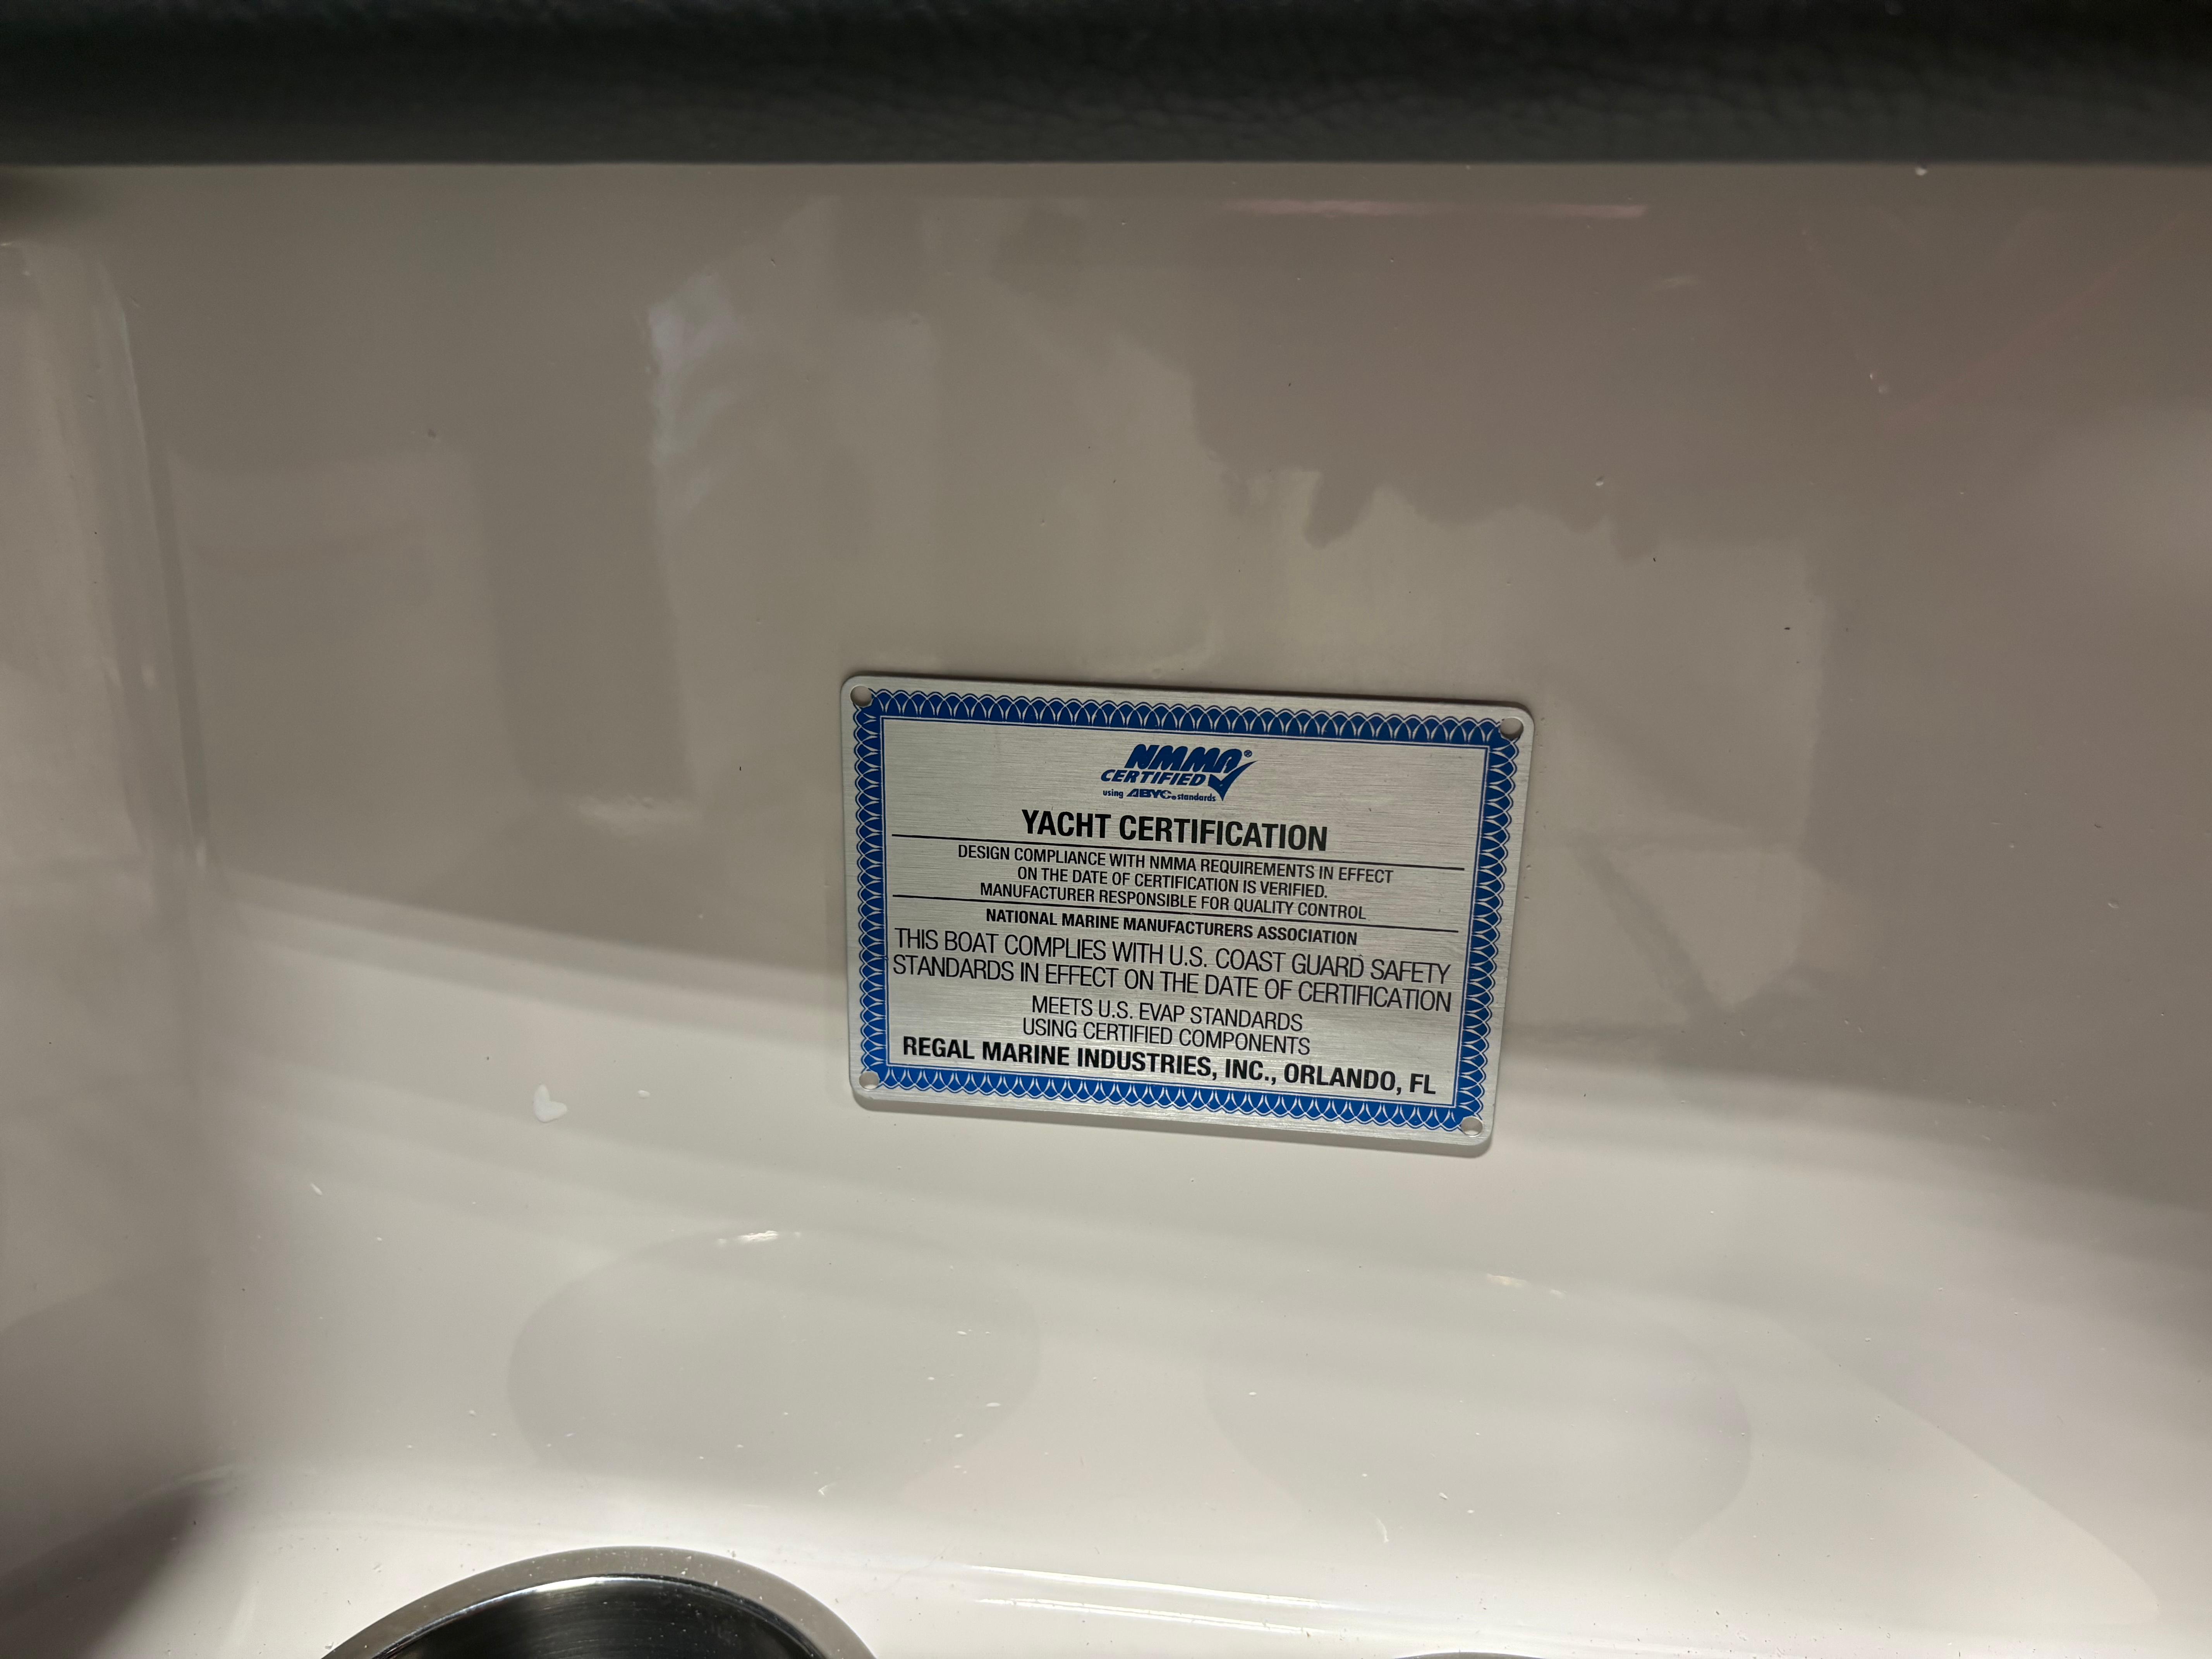 NMMA®
CERTIFIED
using ABYC® standards
YACHT CERTIFICATION
DESIGN COMPLIANCE WITH NMMA REQUIREMENTS IN EFFECT
ON THE DATE OF CERTIFICATION IS VERIFIED.
MANUFACTURER RESPONSIBLE FOR QUALITY CONTROL
NATIONAL MARINE MANUFACTURERS ASSOCIATION
THIS BOAT COMPLIES WITH U.S. COAST GUARD SAFETY
STANDARDS IN EFFECT ON THE DATE OF CERTIFICATION
MEETS U.S. EVAP STANDARDS
USING CERTIFIED COMPONENTS
REGAL MARINE INDUSTRIES, INC., ORLANDO, FL